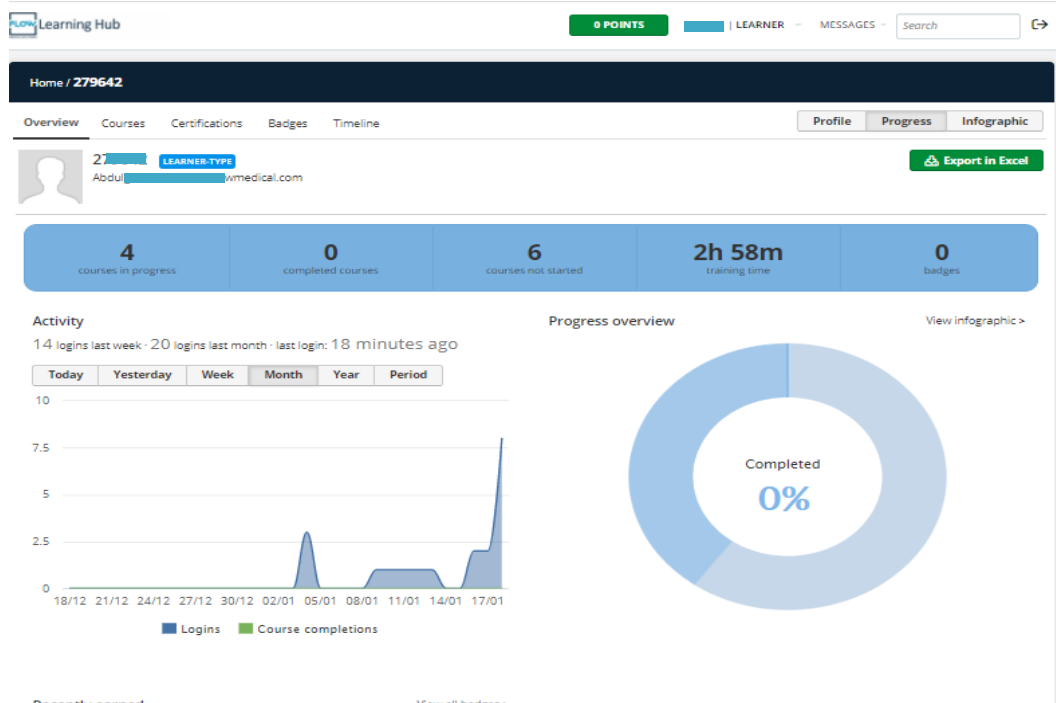 FLOW Learning Hub
0 POINTS
| LEARNER
MESSAGES
Search
Home / 279642
Overview Courses Certifications Badges Timeline
Profile Progress Infographic
27 LEARNER-TYPE
Abdul wmedical.com
Export in Excel
4 0 6 2h 58m 0
courses in progress completed courses courses not started training time badges
Activity
14 logins last week · 20 logins last month · last login: 18 minutes ago
Today Yesterday Week Month Year Period
10
7.5
5
2.5
0
18/12 21/12 24/12 27/12 30/12 02/01 05/01 08/01 11/01 14/01 17/01
Logins Course completions
Progress overview
View infographic >
Completed
0%